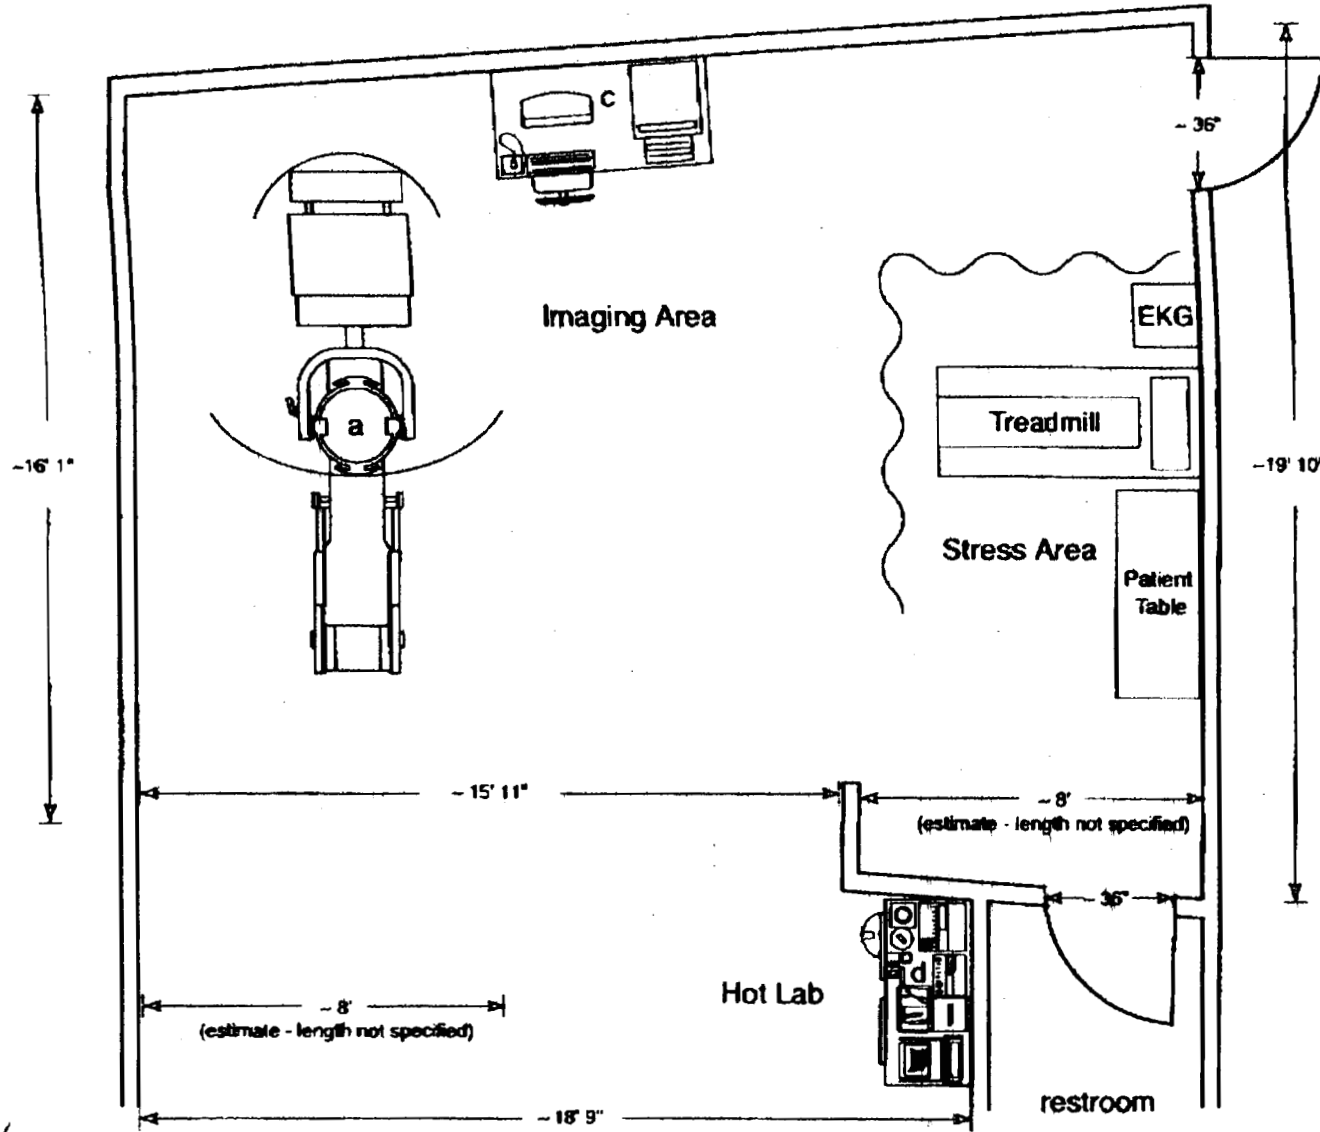 C
~ 36"
Imaging Area
EKG
a
Treadmill
~16' 1"
~19' 10"
Stress Area
Patient
Table
~ 15' 11"
~ 8'
(estimate - length not specified)
36"
d
Hot Lab
~ 8'
(estimate - length not specified)
restroom
~ 18' 9"